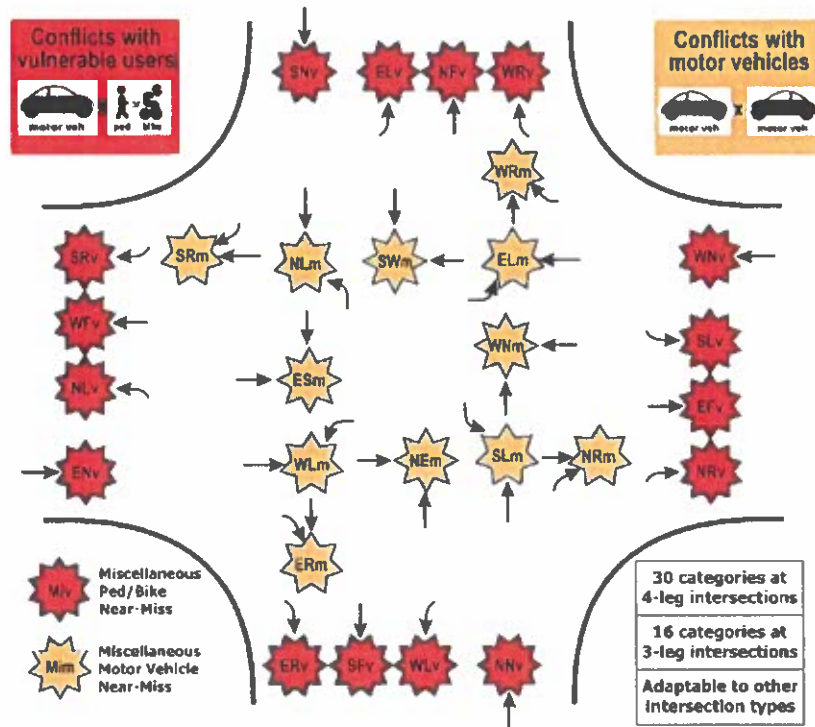 Conflicts with
vulnerable users
motor veh
x
ped
or
bike
Conflicts with
motor vehicles
motor veh
x
motor veh
SNv
ELv
NFv
WRv
WRm
SRv
SRm
NLm
SWm
ELm
WNv
WFv
ESm
WNm
SLv
NLv
EFv
ENv
WLm
NEm
SLm
NRm
NRv
ERm
Miv
Miscellaneous
Ped/Bike
Near-Miss
Mim
Miscellaneous
Motor Vehicle
Near-Miss
ERv
SFv
WLv
NNv
30 categories at
4-leg intersections
16 categories at
3-leg intersections
Adaptable to other
intersection types